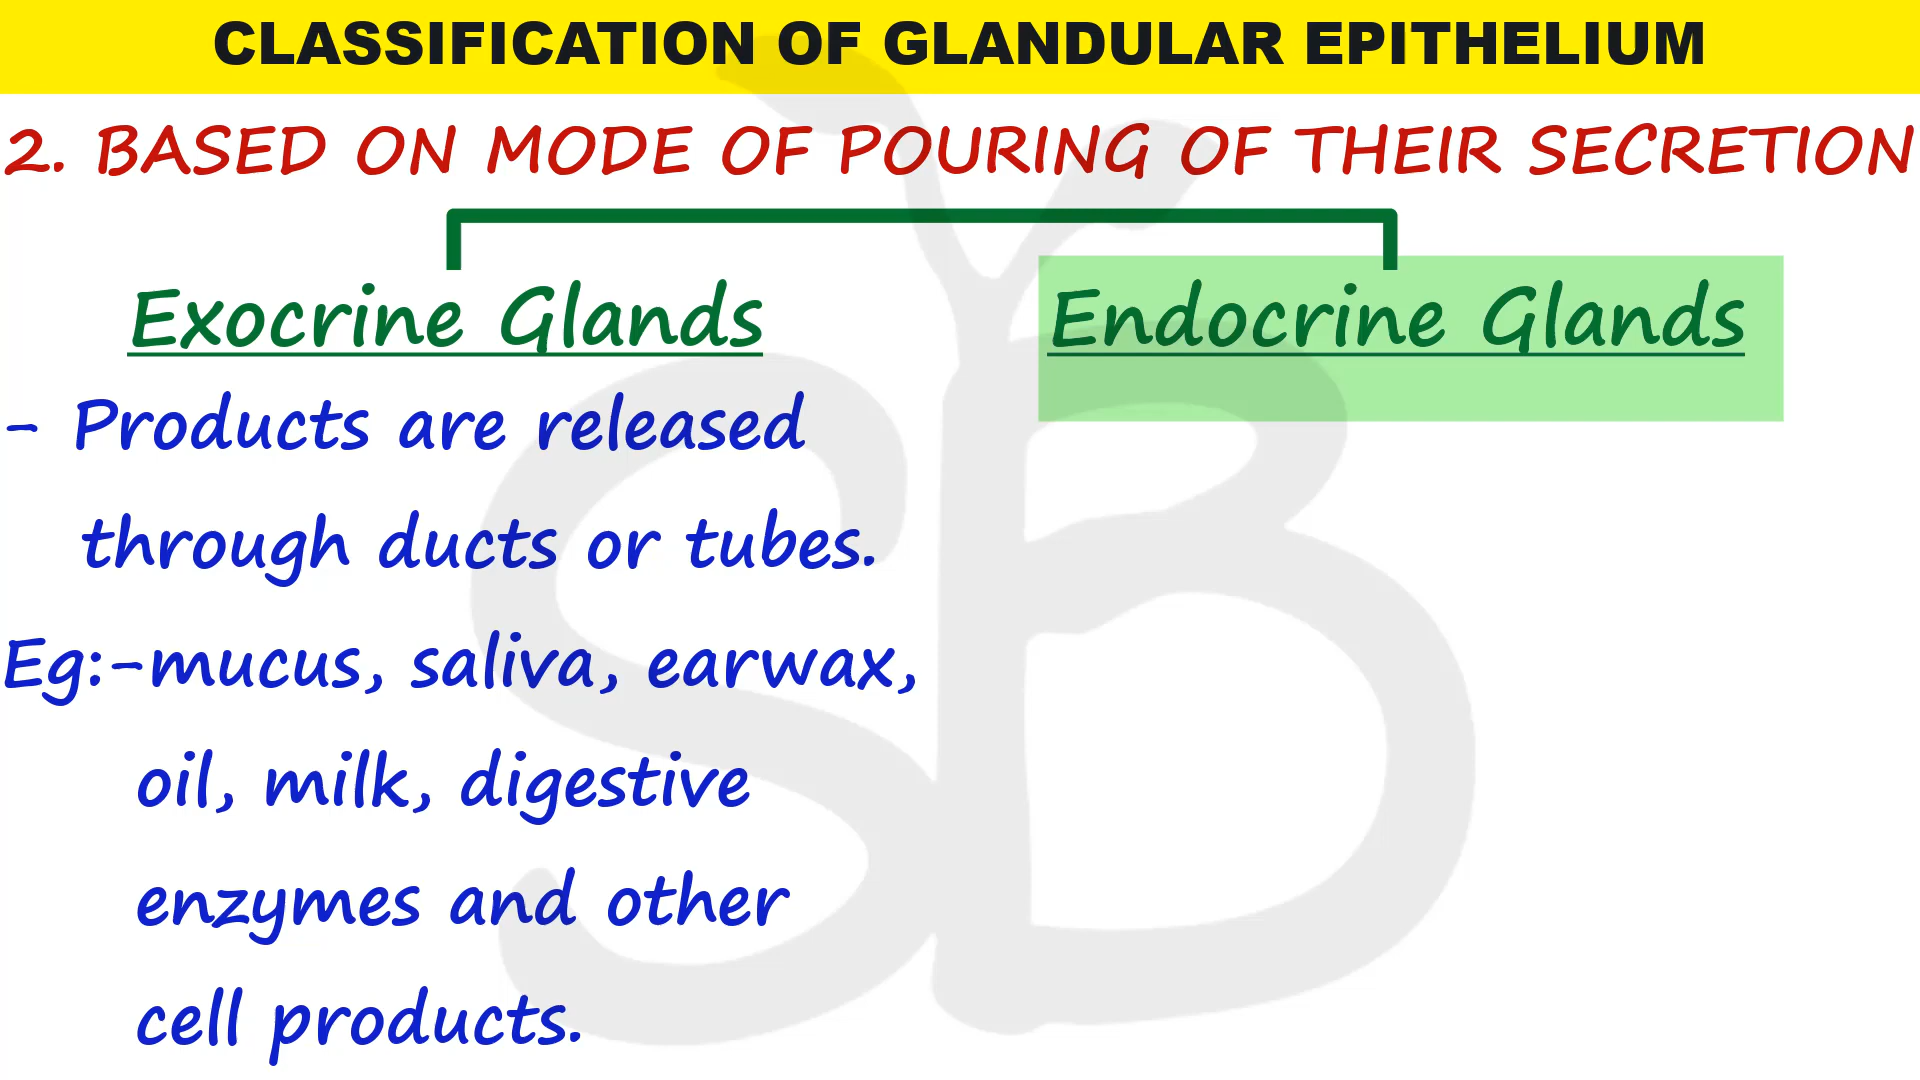 CLASSIFICATION OF GLANDULAR EPITHELIUM
2. BASED ON MODE OF POURING OF THEIR SECRETION
Exocrine Glands
- Products are released
through ducts or tubes.
Eg:-mucus, saliva, earwax,
oil, milk, digestive
enzymes and other
cell products.
Endocrine Glands
SB